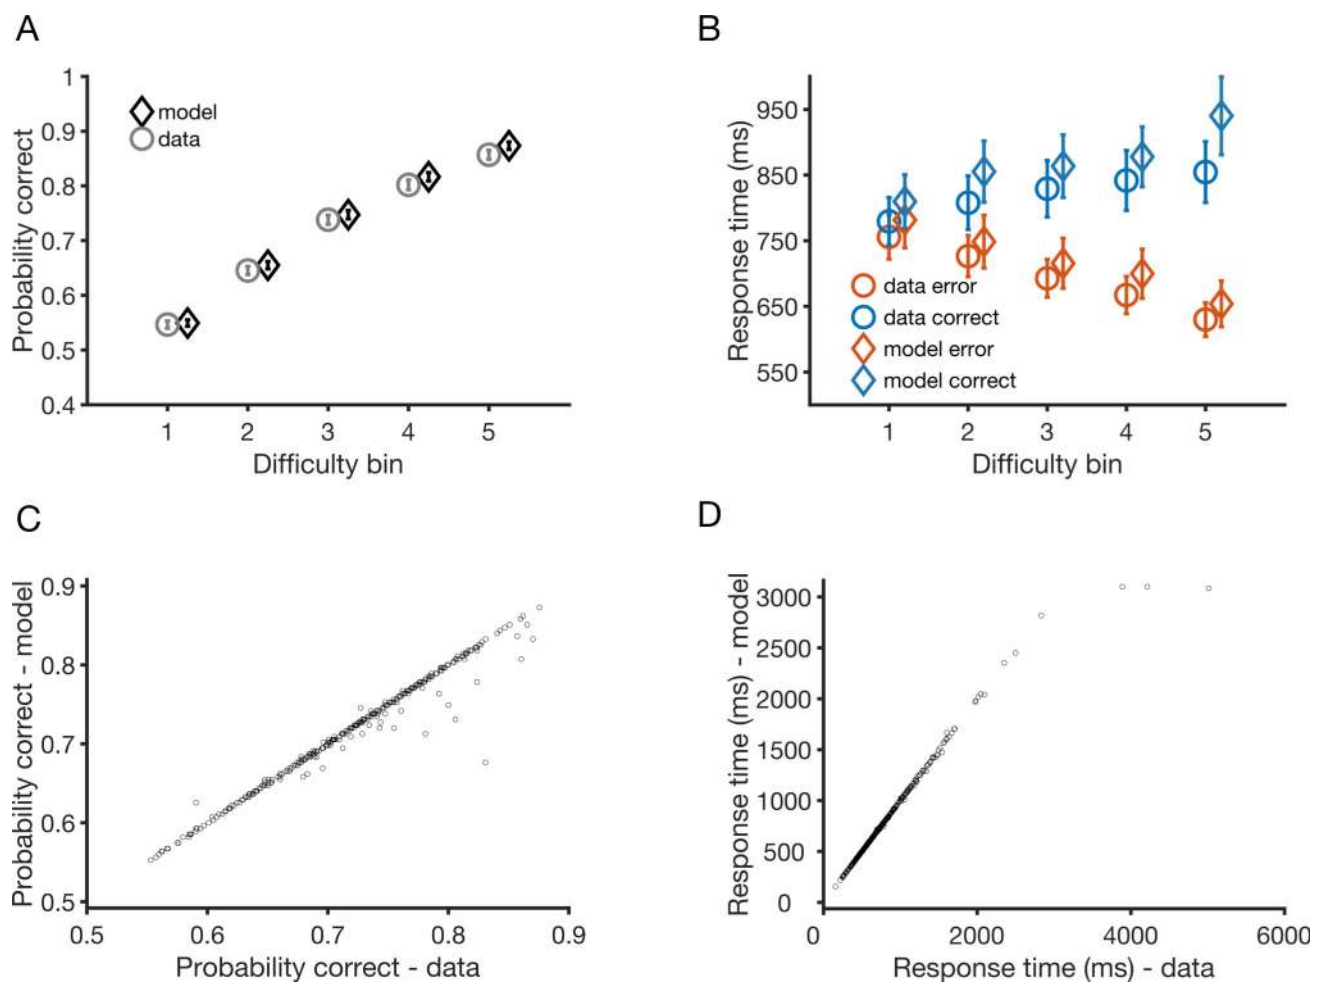 A
1
0.9
0.8
0.7
0.6
0.5
0.4
Probability correct
model
data
1 2 3 4 5
Difficulty bin
B
950
850
750
650
550
Response time (ms)
data error
data correct
model error
model correct
1 2 3 4 5
Difficulty bin
C
0.9
0.8
0.7
0.6
0.5
Probability correct - model
0.5 0.6 0.7 0.8 0.9
Probability correct - data
D
3000
2500
2000
1500
1000
500
0
Response time (ms) - model
0 2000 4000 6000
Response time (ms) - data